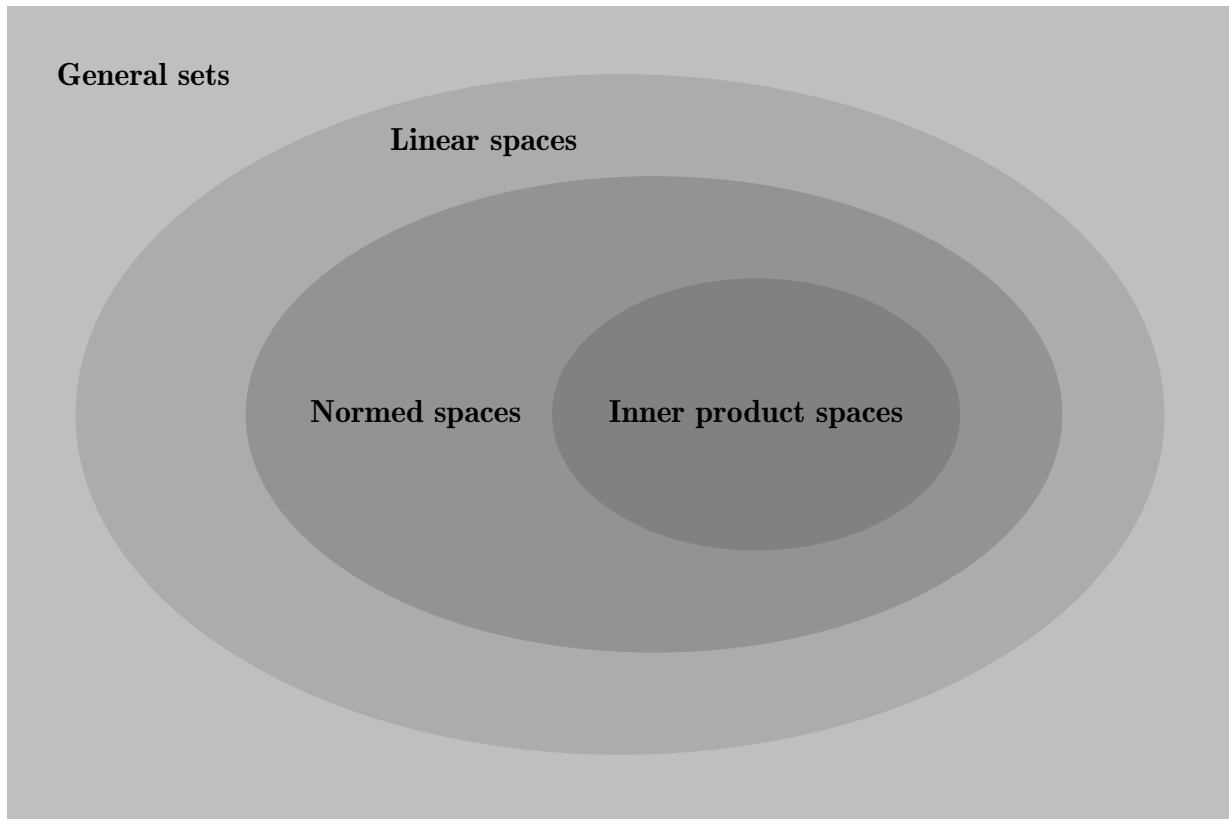 General sets
Linear spaces
Normed spaces
Inner product spaces